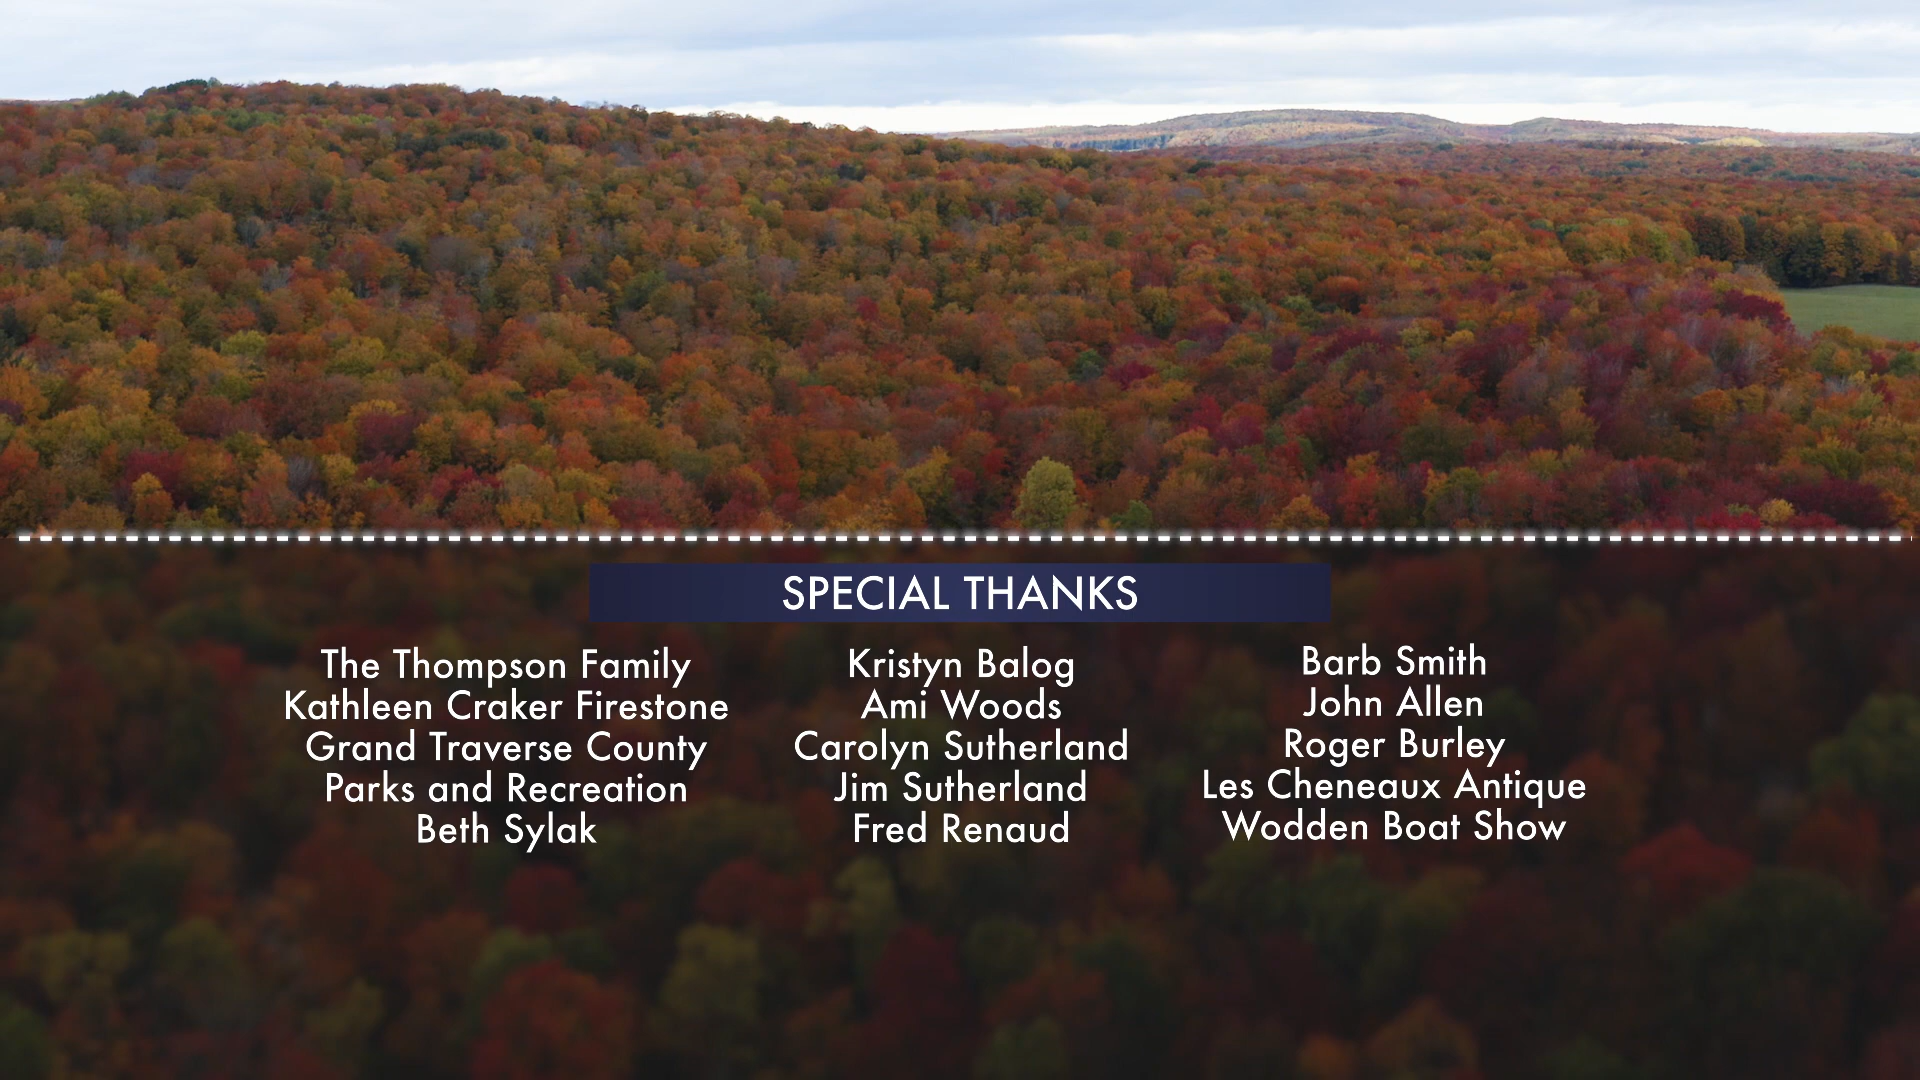 SPECIAL THANKS
The Thompson Family
Kathleen Craker Firestone
Grand Traverse County
Parks and Recreation
Beth Sylak
Kristyn Balog
Ami Woods
Carolyn Sutherland
Jim Sutherland
Fred Renaud
Barb Smith
John Allen
Roger Burley
Les Cheneaux Antique
Wodden Boat Show